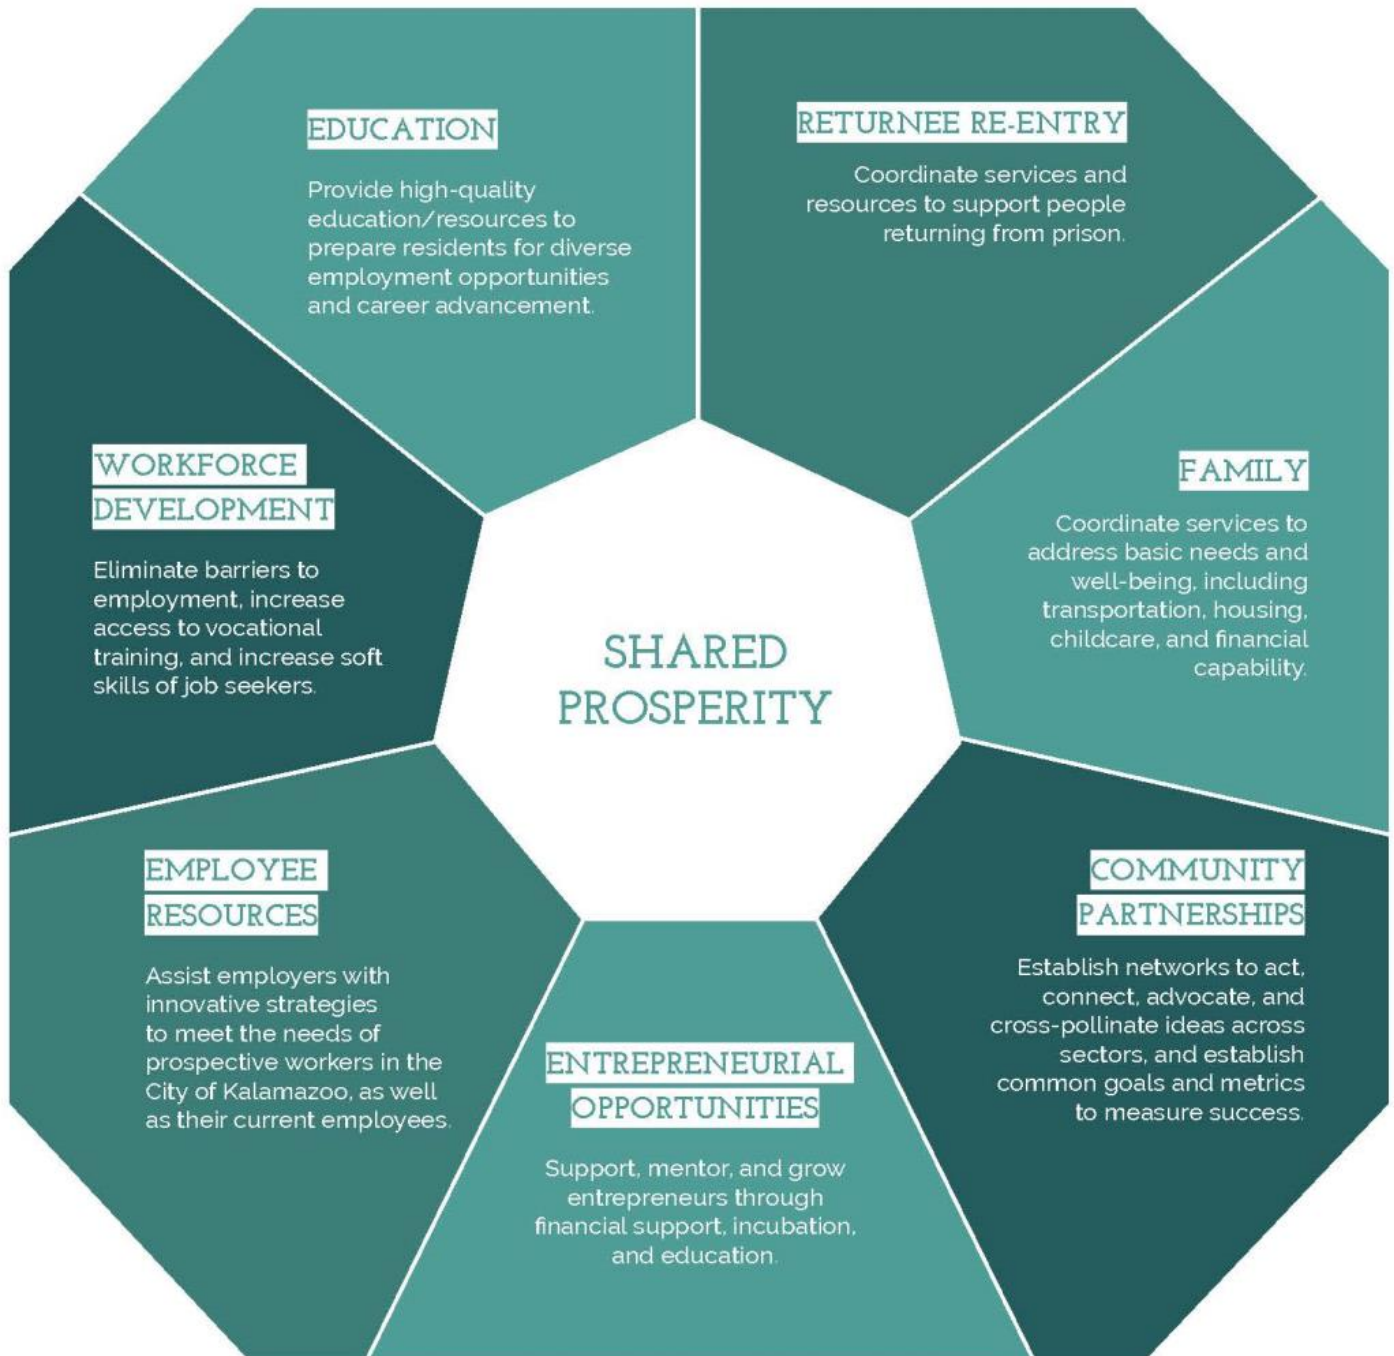 EDUCATION
Provide high-quality
education/resources to
prepare residents for diverse
employment opportunities
and career advancement.
RETURNEE RE-ENTRY
Coordinate services and
resources to support people
returning from prison.
WORKFORCE
DEVELOPMENT
Eliminate barriers to
employment, increase
access to vocational
training, and increase soft
skills of job seekers.
SHARED
PROSPERITY
FAMILY
Coordinate services to
address basic needs and
well-being, including
transportation, housing,
childcare, and financial
capability.
EMPLOYEE
RESOURCES
Assist employers with
innovative strategies
to meet the needs of
prospective workers in the
City of Kalamazoo, as well
as their current employees.
ENTREPRENEURIAL
OPPORTUNITIES
Support, mentor, and grow
entrepreneurs through
financial support, incubation,
and education.
COMMUNITY
PARTNERSHIPS
Establish networks to act,
connect, advocate, and
cross-pollinate ideas across
sectors, and establish
common goals and metrics
to measure success.